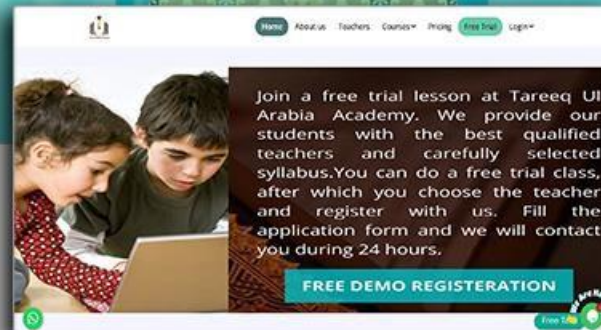 Home About us Teachers Courses Pricing Free Trial Login
Join a free trial lesson at Tareeq Ul
Arabia Academy. We provide our
students with the best qualified
teachers and carefully selected
syllabus.You can do a free trial class,
after which you choose the teacher
and register with us. Fill the
application form and we will contact
you during 24 hours.
FREE DEMO REGISTERATION
We Are
Free